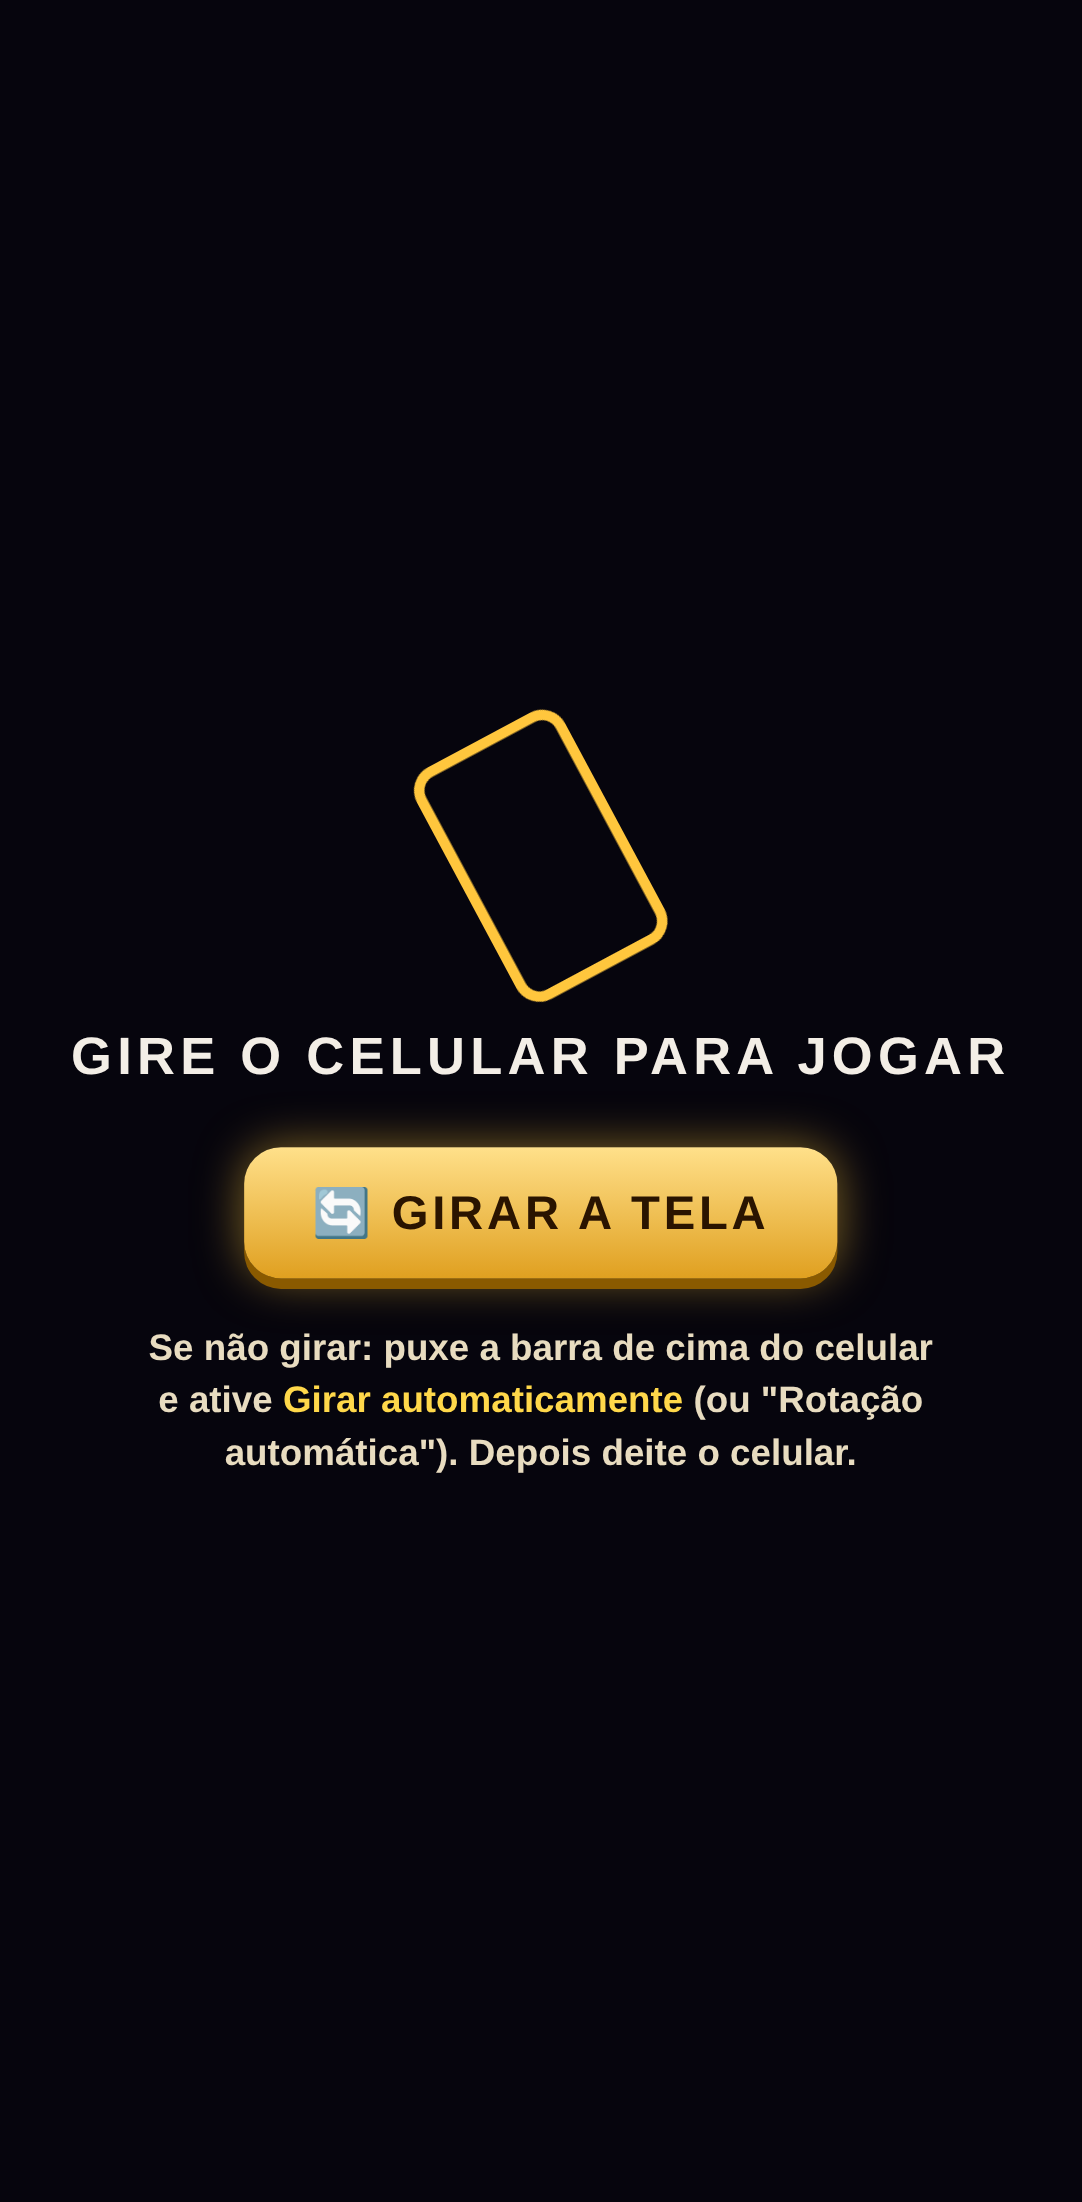 GIRE O CELULAR PARA JOGAR
🔄 GIRAR A TELA
Se não girar: puxe a barra de cima do celular
e ative Girar automaticamente (ou "Rotação
automática"). Depois deite o celular.